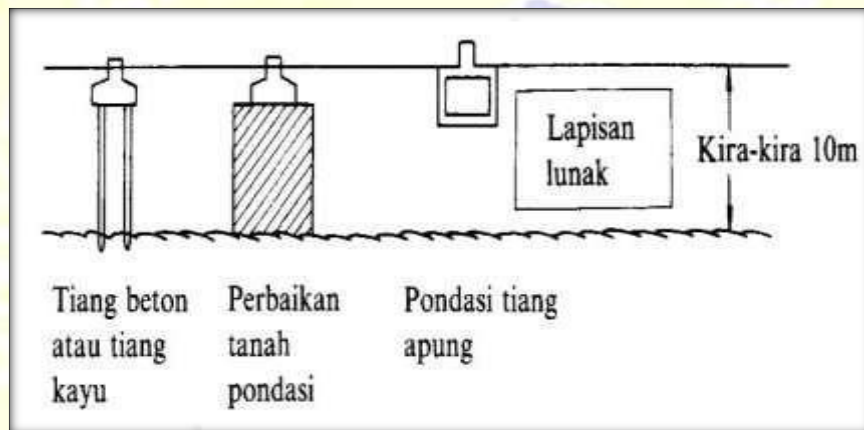 Lapisan
lunak
Kira-kira 10m
Tiang beton
atau tiang
kayu
Perbaikan
tanah
pondasi
Pondasi tiang
apung